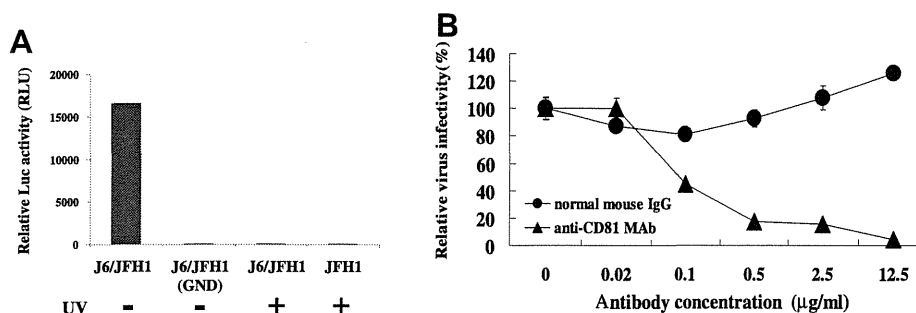 A
Relative Luc activity (RLU)
20000
15000
10000
5000
0
J6/JFH1 J6/JFH1 J6/JFH1 JFH1
(GND)
UV - - + +
B
Relative virus infectivity(%)
140
120
100
80
60
40
20
0
normal mouse IgG
anti-CD81 MAb
0 0.02 0.1 0.5 2.5 12.5
Antibody concentration (μg/ml)